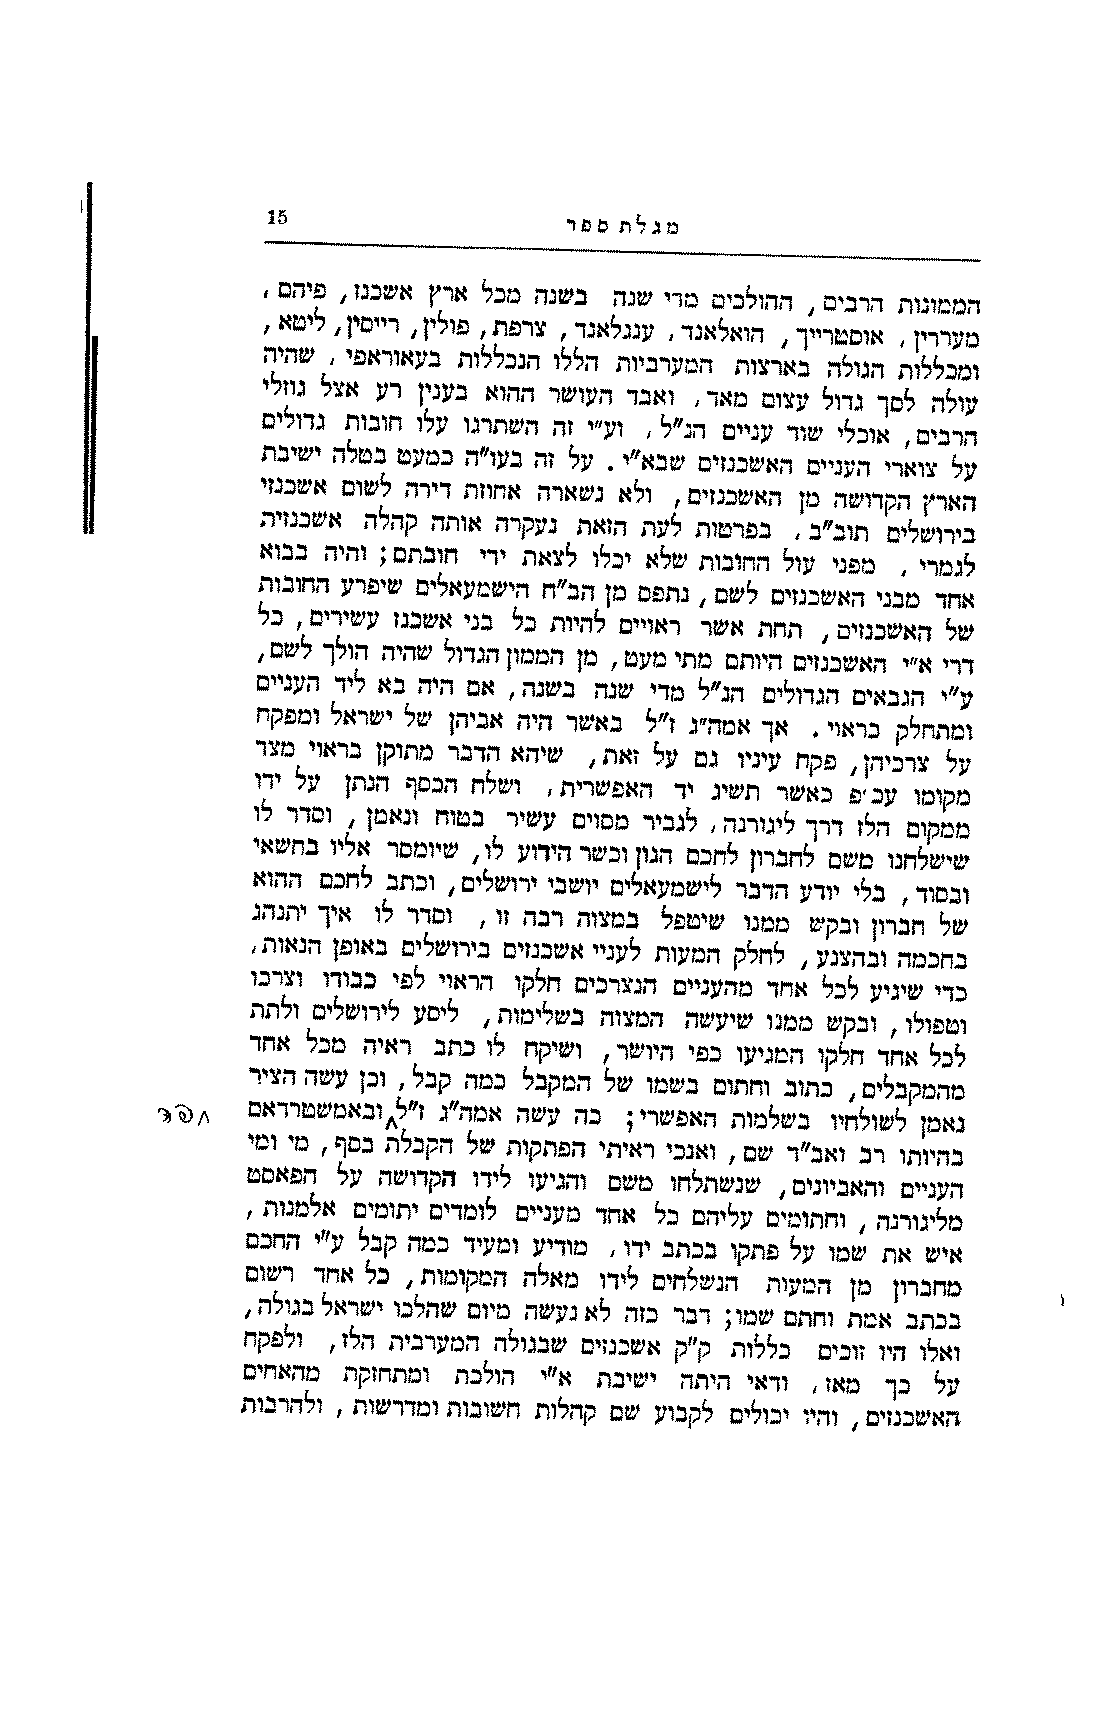 מגלת ספר 15
הממונות הרבים, ההולכים מדי שנה בשנה מכל ארץ אשכנז, פיהם,
מעררין, אוסטרייך, הואלאנד, ענגלאנד, צרפת, פולין, רייסין, ליטא,
ומכללות הגולה בארצות המערביות הללו הנכללות בעאוראפי, שהיה
עולה לסך גדול עצום מאד, ואבד העושר ההוא בענין רע אצל גוזלי
הרבים, אוכלי שוד עניים הנ"ל, וע"י זה השתרגו עלו חובות גדולים
על צוארי העניים האשכנזים שבא"י. על זה בעו"ה כמעט בטלה ישיבת
הארץ הקדושה מן האשכנזים, ולא נשארה אחוזת דירה לשום אשכנזי
בירושלים תוב"ב, בפרטות לעת הזאת נעקרה אותה קהלה אשכנזית
לגמרי, מפני עול החובות שלא יכלו לצאת ידי חובתם; והיה בבוא
אחד מבני האשכנזים לשם, נתפס מן הב"ח הישמעאלים שיפרע החובות
של האשכנזים, תחת אשר ראויים להיות כל בני אשכנז עשירים, כל
דרי א"י האשכנזים היותם מתי מעט, מן הממון הגדול שהיה הולך לשם,
ע"י הגבאים הגדולים הנ"ל מדי שנה בשנה, אם היה בא ליד העניים
ומתחלק כראוי. אך אמה"ג ז"ל באשר היה אביהן של ישראל ומפקח
על צרכיהן, פקח עיניו גם על זאת, שיהא הדבר מתוקן כראוי מצד
מקומו עכ"פ כאשר תשיג יד האפשרית, ושלח הכסף הנתן על ידו
ממקום הלז דרך ליגורנה, לגביר מסוים עשיר בטוח ונאמן, וסדר לו
שישלחנו משם לחברון לחכם הגון וכשר הידוע לו, שיומסר אליו בחשאי
ובסוד, בלי יודע הדבר לישמעאלים יושבי ירושלים, וכתב לחכם ההוא
של חברון ובקש ממנו שיטפל במצוה רבה זו, וסדר לו איך יתנהג
בחכמה ובהצנע, לחלק המעות לעניי אשכנזים בירושלים באופן הנאות,
כדי שיגיע לכל אחד מהעניים הנצרכים חלקו הראוי לפי כבודו וצרכו
וטפולו, ובקש ממנו שיעשה המצוה בשלימות, ליסע לירושלים ולתת
לכל אחד חלקו המגיעו כפי היושר, ושיקח לו כתב ראיה מכל אחד
מהמקבלים, כתוב וחתום בשמו של המקבל כמה קבל, וכן עשה הציר
נאמן לשולחיו בשלמות האפשרי; כה עשה אמה"ג ז"ל ובאמשטרדאם
בהיותו רב ואב"ד שם, ואנכי ראיתי הפתקות של הקבלת כסף, מי ומי
העניים והאביונים, שנשתלחו משם והגיעו לידו הקדושה על הפאסט
מליגורנה, וחתומים עליהם כל אחד מעניים לומדים יתומים אלמנות,
איש את שמו על פתקו בכתב ידו, מודיע ומעיד כמה קבל ע"י החכם
מחברון מן המעות הנשלחים לידו מאלה המקומות, כל אחד רשום
בכתב אמת וחתם שמו; דבר כזה לא נעשה מיום שהלכו ישראל בגולה,
ואלו היו זוכים כללות ק"ק אשכנזים שבגולה המערבית הלז, ולפקח
על כך מאז, ודאי היתה ישיבת א"י הולכת ומתחזקת מהאחים
האשכנזים, והיו יכולים לקבוע שם קהלות חשובות ומדרשות, ולהרבות